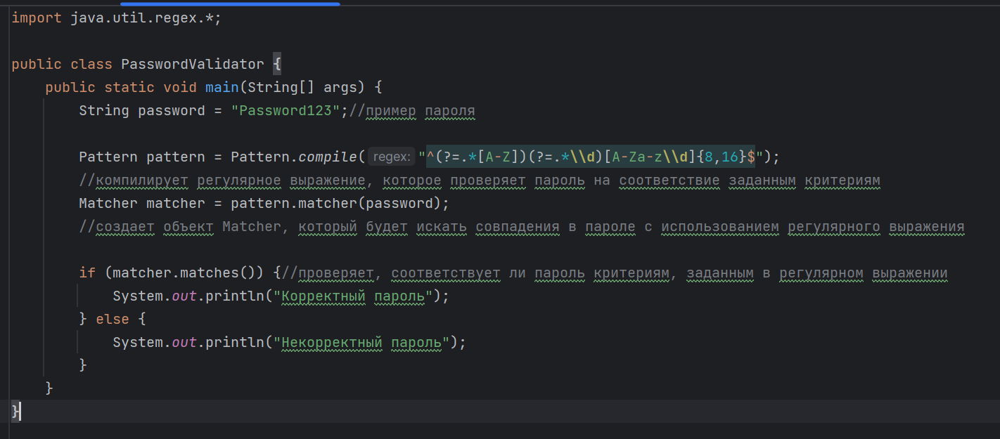 import java.util.regex.*;
public class PasswordValidator {
public static void main(String[] args) {
String password = "Password123";//пример пароля
Pattern pattern = Pattern.compile( regex: "^(?=.*[A-Z])(?=.*\\d)[A-Za-z\\d]{8,16}$");
//компилирует регулярное выражение, которое проверяет пароль на соответствие заданным критериям
Matcher matcher = pattern.matcher(password);
//создает объект Matcher, который будет искать совпадения в пароле с использованием регулярного выражения
if (matcher.matches()) {//проверяет, соответствует ли пароль критериям, заданным в регулярном выражении
System.out.println("Корректный пароль");
} else {
System.out.println("Некорректный пароль");
}
}
}